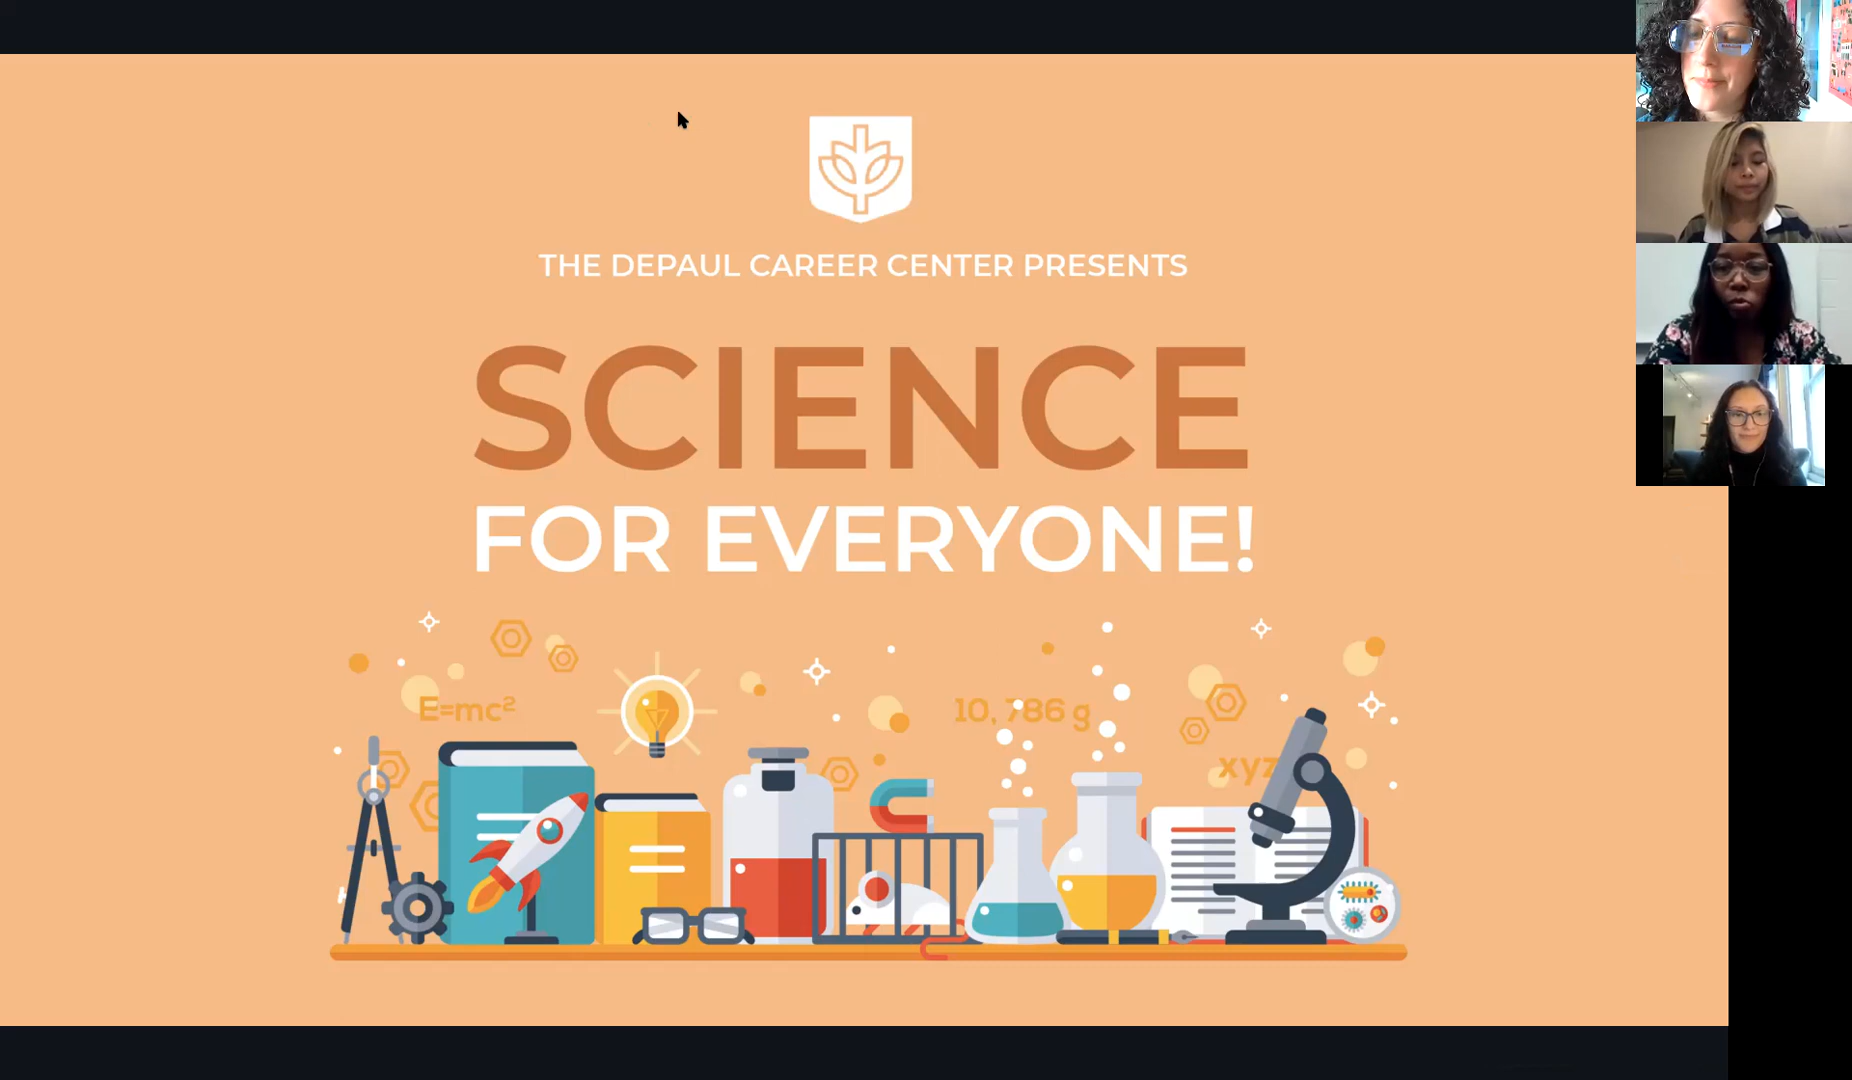 THE DEPAUL CAREER CENTER PRESENTS
SCIENCE
FOR EVERYONE!
E=mc²
10, 786 g
xyz